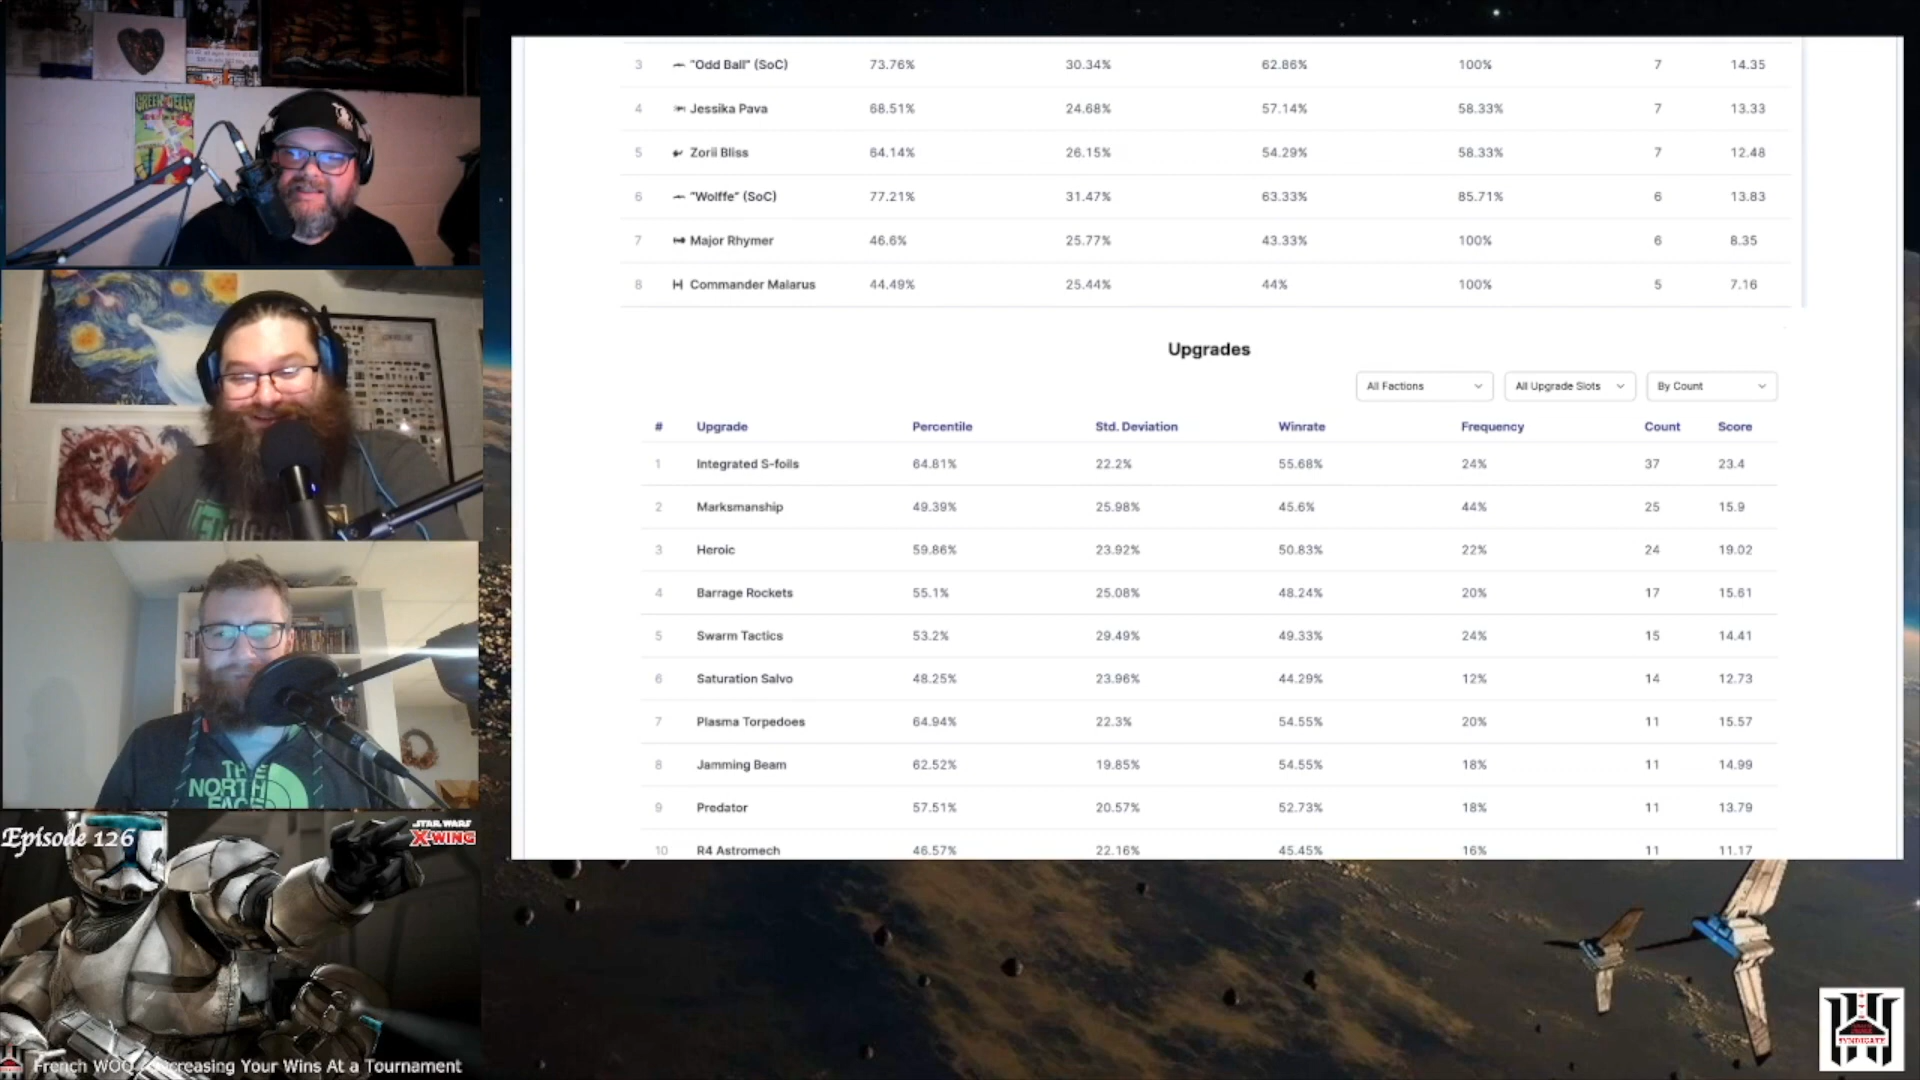 GREEN JELLY
THE
NORTH
FACE
Episode 126
STAR WARS
X-WING
French WOQ
creasing Your Wins At a Tournament
3 "Odd Ball" (SoC) 73.76% 30.34% 62.86% 100% 7 14.35
4 Jessika Pava 68.51% 24.68% 57.14% 58.33% 7 13.33
5 Zorii Bliss 64.14% 26.15% 54.29% 58.33% 7 12.48
6 "Wolffe" (SoC) 77.21% 31.47% 63.33% 85.71% 6 13.83
7 Major Rhymer 46.6% 25.77% 43.33% 100% 6 8.35
8 Commander Malarus 44.49% 25.44% 44% 100% 5 7.16
Upgrades
All Factions All Upgrade Slots By Count
# Upgrade Percentile Std. Deviation Winrate Frequency Count Score
1 Integrated S-foils 64.81% 22.2% 55.68% 24% 37 23.4
2 Marksmanship 49.39% 25.98% 45.6% 44% 25 15.9
3 Heroic 59.86% 23.92% 50.83% 22% 24 19.02
4 Barrage Rockets 55.1% 25.08% 48.24% 20% 17 15.61
5 Swarm Tactics 53.2% 29.49% 49.33% 24% 15 14.41
6 Saturation Salvo 48.25% 23.96% 44.29% 12% 14 12.73
7 Plasma Torpedoes 64.94% 22.3% 54.55% 20% 11 15.57
8 Jamming Beam 62.52% 19.85% 54.55% 18% 11 14.99
9 Predator 57.51% 20.57% 52.73% 18% 11 13.79
10 R4 Astromech 46.57% 22.16% 45.45% 16% 11 11.17
SYNDICATE